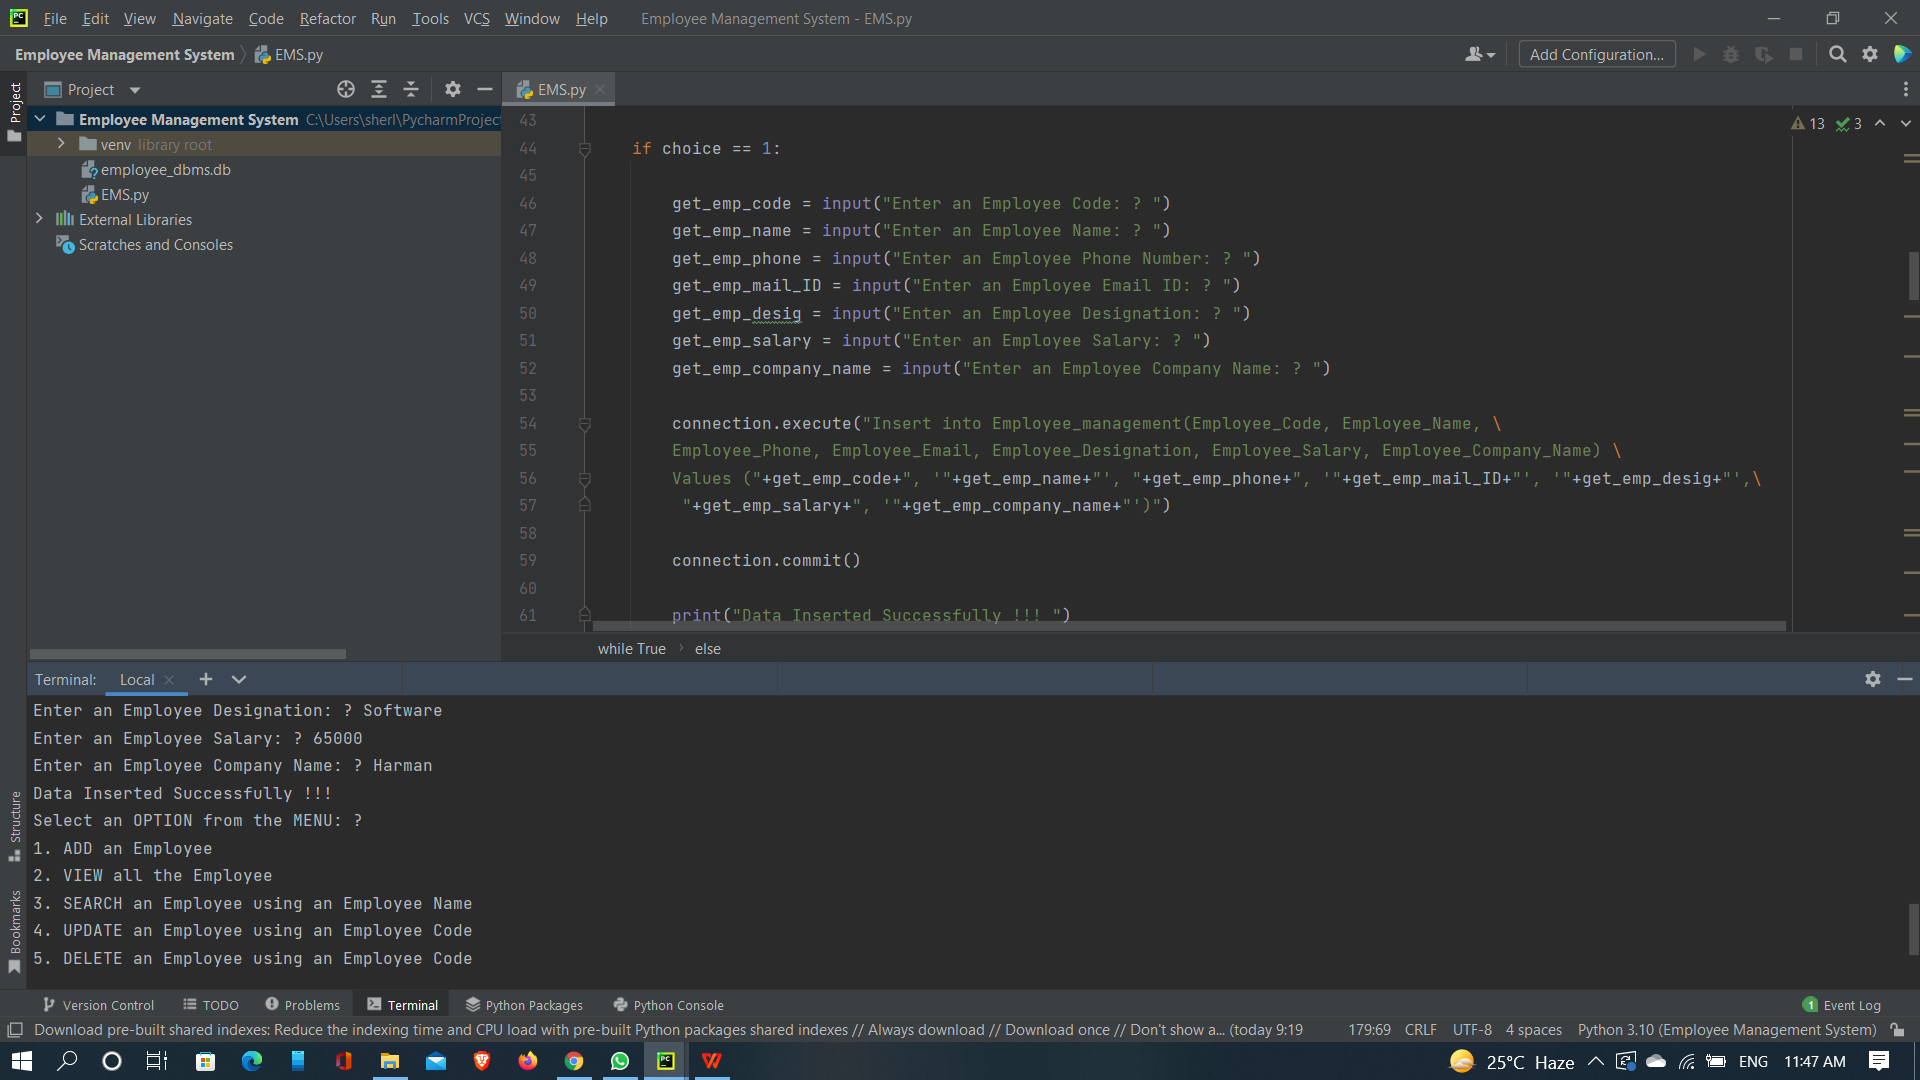 PC File Edit View Navigate Code Refactor Run Tools VCS Window Help Employee Management System - EMS.py
Employee Management System EMS.py Add Configuration...
Project
Project
EMS.py
Employee Management System C:\Users\sherl\PycharmProjec
venv library root
employee_dbms.db
EMS.py
External Libraries
Scratches and Consoles
13 3
43
44 if choice == 1:
45
46 get_emp_code = input("Enter an Employee Code: ? ")
47 get_emp_name = input("Enter an Employee Name: ? ")
48 get_emp_phone = input("Enter an Employee Phone Number: ? ")
49 get_emp_mail_ID = input("Enter an Employee Email ID: ? ")
50 get_emp_desig = input("Enter an Employee Designation: ? ")
51 get_emp_salary = input("Enter an Employee Salary: ? ")
52 get_emp_company_name = input("Enter an Employee Company Name: ? ")
53
54 connection.execute("Insert into Employee_management(Employee_Code, Employee_Name, \
55 Employee_Phone, Employee_Email, Employee_Designation, Employee_Salary, Employee_Company_Name) \
56 Values ("+get_emp_code+", '"+get_emp_name+"', "+get_emp_phone+", '"+get_emp_mail_ID+"', '"+get_emp_desig+"',\
57 "+get_emp_salary+", '"+get_emp_company_name+"')")
58
59 connection.commit()
60
61 print("Data Inserted Successfully !!! ")
while True else
Terminal: Local
Enter an Employee Designation: ? Software
Enter an Employee Salary: ? 65000
Enter an Employee Company Name: ? Harman
Data Inserted Successfully !!!
Select an OPTION from the MENU: ?
1. ADD an Employee
2. VIEW all the Employee
3. SEARCH an Employee using an Employee Name
4. UPDATE an Employee using an Employee Code
5. DELETE an Employee using an Employee Code
Structure
Bookmarks
Version Control TODO Problems Terminal Python Packages Python Console 1 Event Log
Download pre-built shared indexes: Reduce the indexing time and CPU load with pre-built Python packages shared indexes // Always download // Download once // Don't show a... (today 9:19 179:69 CRLF UTF-8 4 spaces Python 3.10 (Employee Management System)
PC 25°C Haze ENG 11:47 AM